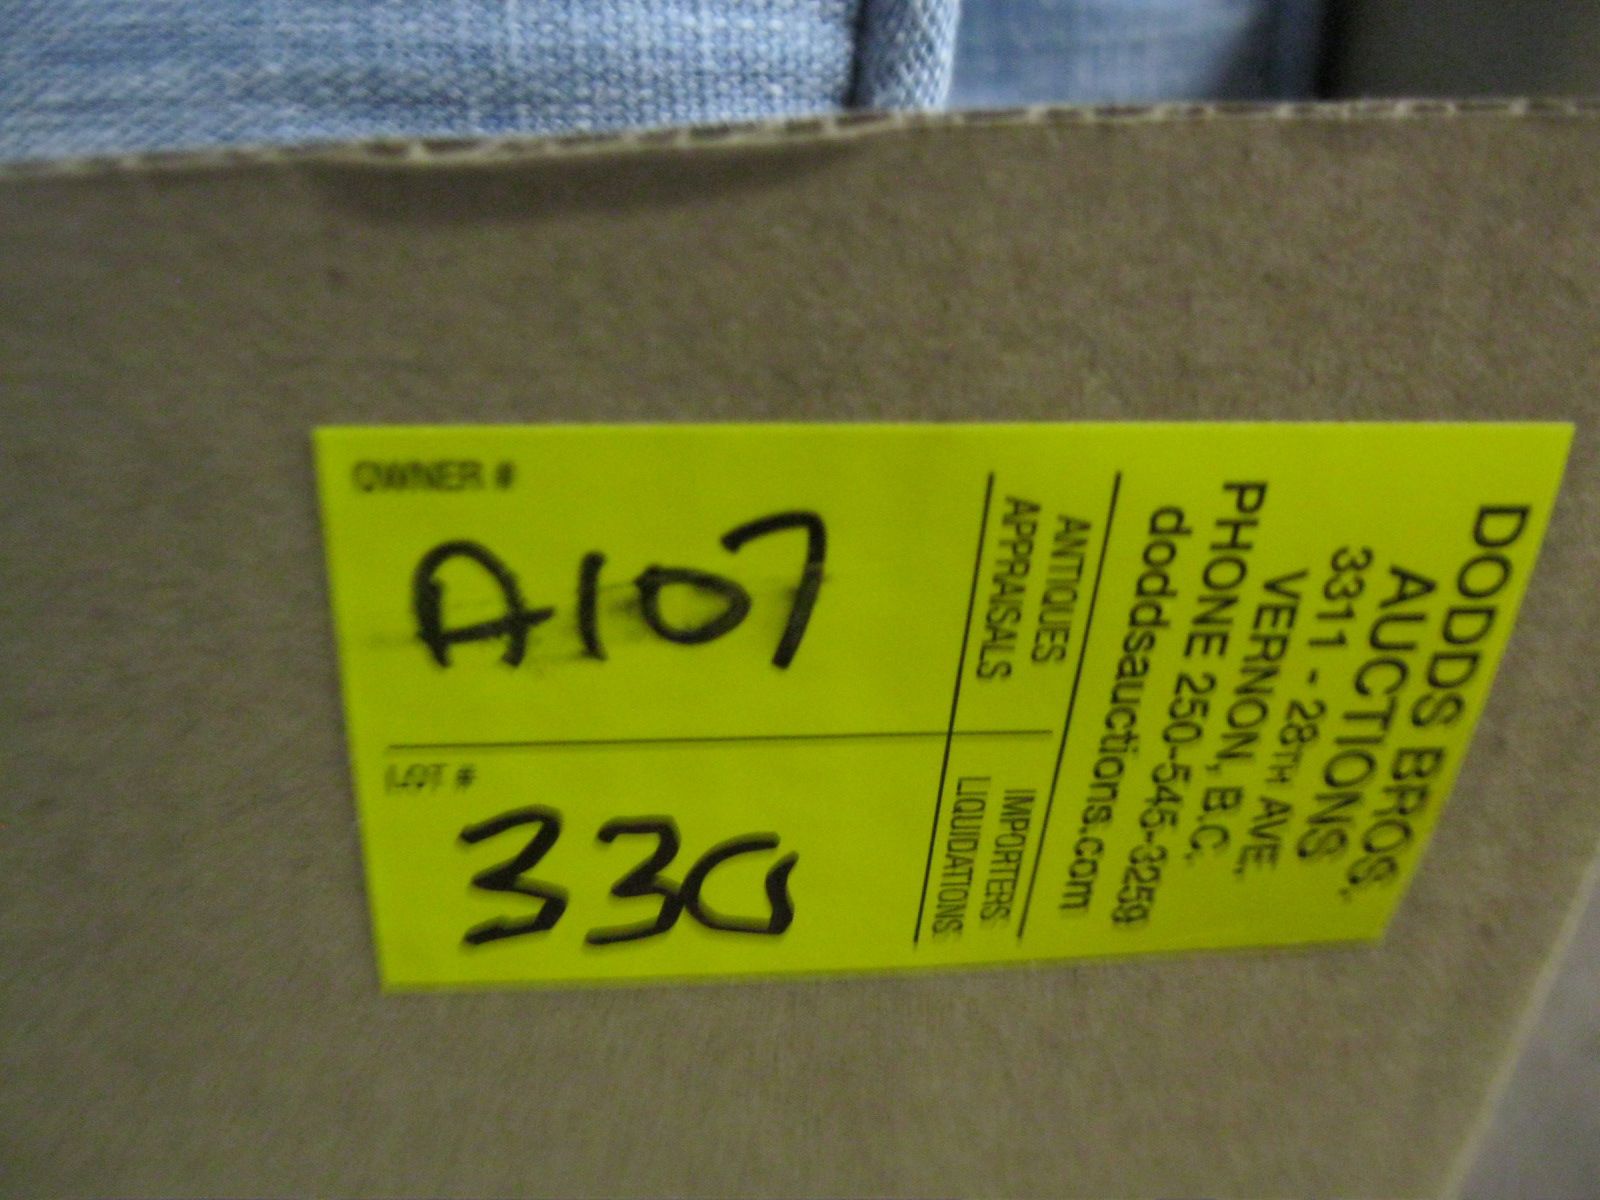 DODDS BROS.
AUCTIONS
3311 - 28TH AVE,
VERNON, B.C.
PHONE 250-545-3259
doddsauctions.com
ANTIQUES
APPRAISALS
IMPORTERS
LIQUIDATIONS
OWNER #
A107
LOT #
330